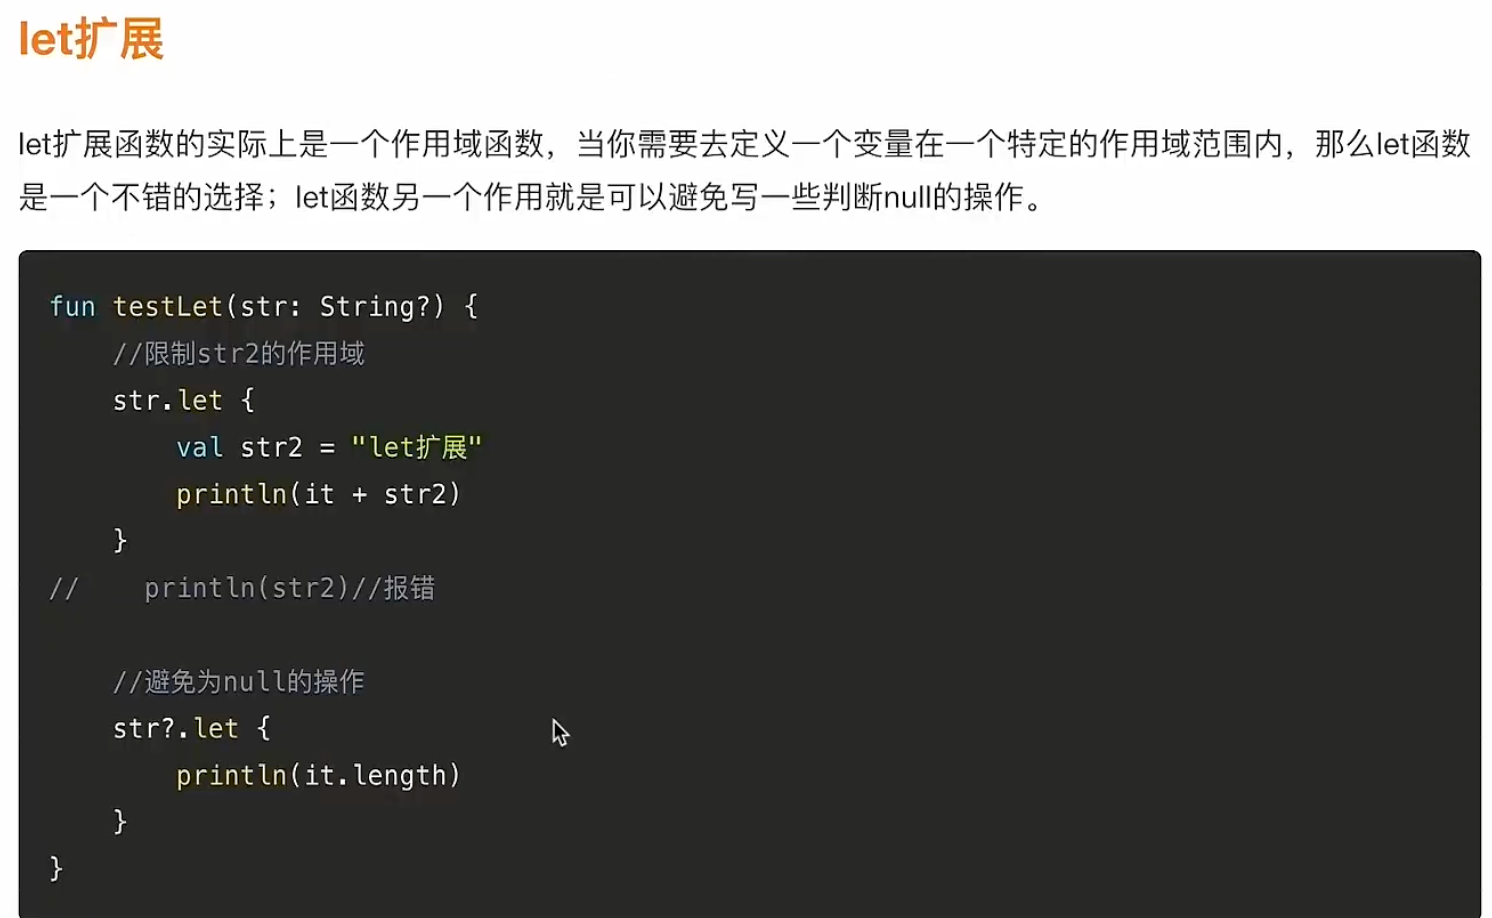 let扩展
let扩展函数的实际上是一个作用域函数，当你需要去定义一个变量在一个特定的作用域范围内，那么let函数
是一个不错的选择；let函数另一个作用就是可以避免写一些判断null的操作。
fun testLet(str: String?) {
    //限制str2的作用域
    str.let {
        val str2 = "let扩展"
        println(it + str2)
    }
//    println(str2)//报错
    //避免为null的操作
    str?.let {
        println(it.length)
    }
}